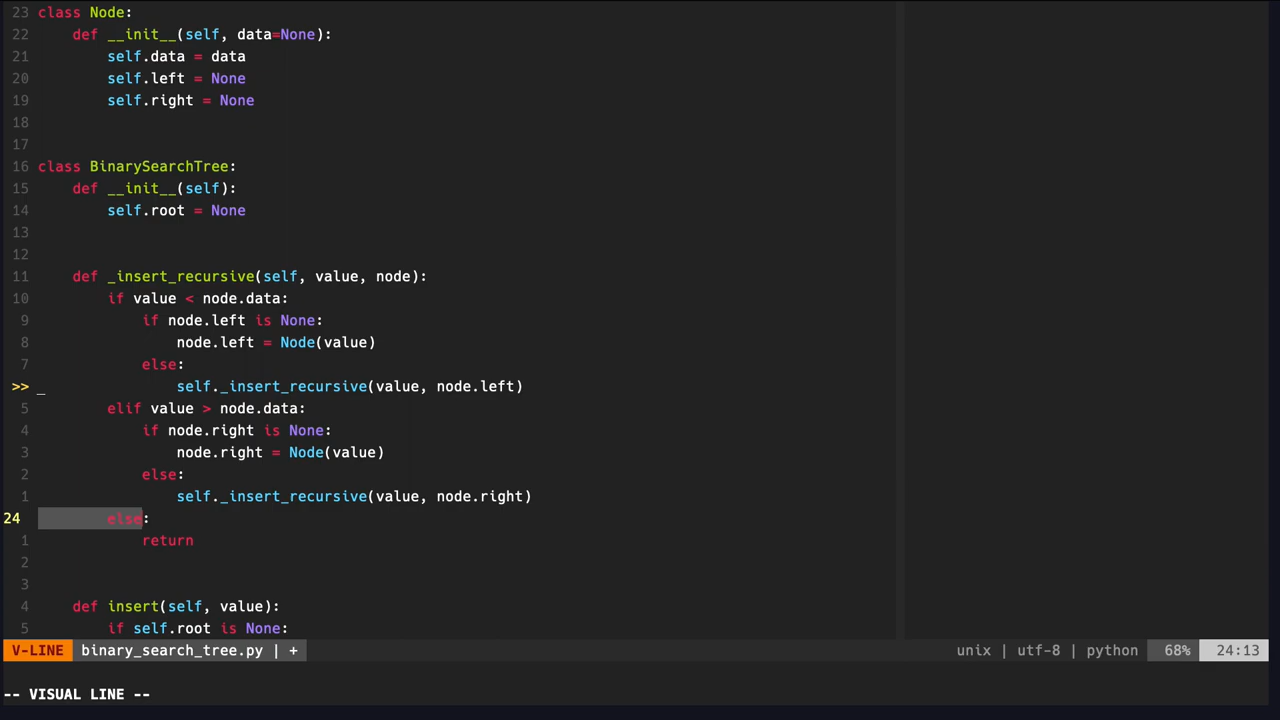 23 class Node:
22     def __init__(self, data=None):
21         self.data = data
20         self.left = None
19         self.right = None
18
17
16 class BinarySearchTree:
15     def __init__(self):
14         self.root = None
13
12
11     def _insert_recursive(self, value, node):
10         if value < node.data:
9             if node.left is None:
8                 node.left = Node(value)
7             else:
>> _               self._insert_recursive(value, node.left)
5         elif value > node.data:
4             if node.right is None:
3                 node.right = Node(value)
2             else:
1                 self._insert_recursive(value, node.right)
24         else:
1             return
2
3
4     def insert(self, value):
5         if self.root is None:
V-LINE binary_search_tree.py | + unix | utf-8 | python 68% 24:13
-- VISUAL LINE --